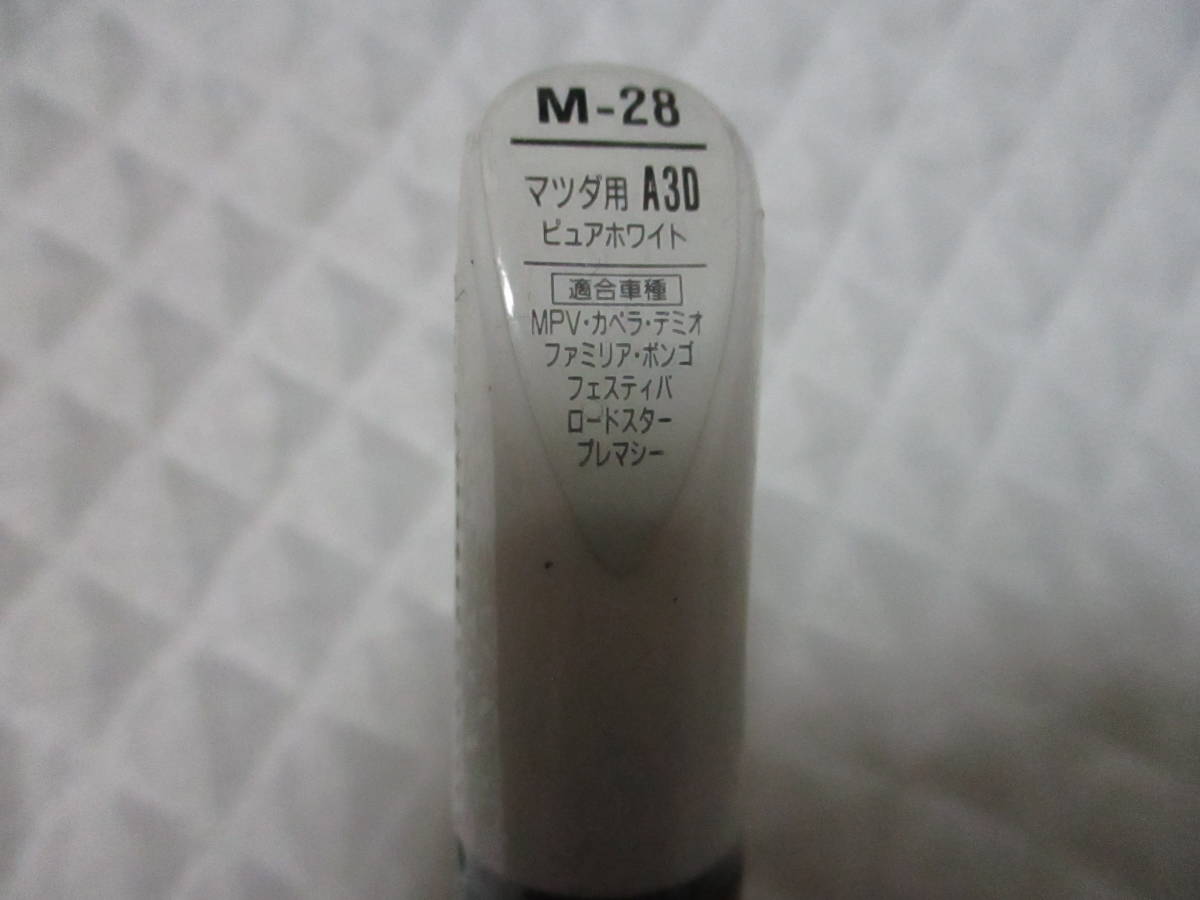 M-28
マツダ用 A3D
ピュアホワイト
適合車種
MPV・カペラ・デミオ
ファミリア・ボンゴ
フェスティバ
ロードスター
プレマシー